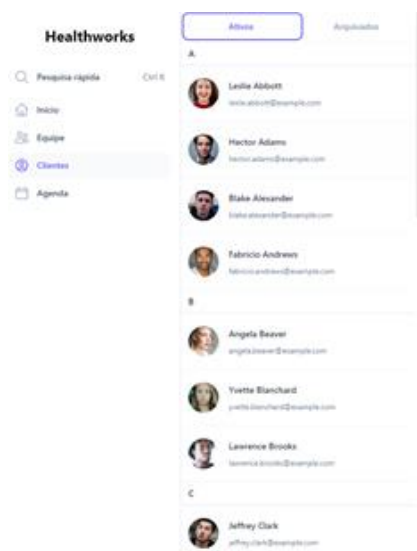 Healthworks
Pesquisa rápida Ctrl K
Início
Equipe
Clientes
Agenda
Ativos Arquivados
A
Leslie Abbott
leslie.abbott@example.com
Hector Adams
hector.adams@example.com
Blake Alexander
blake.alexander@example.com
Fabricio Andrews
fabricio.andrews@example.com
B
Angela Beaver
angela.beaver@example.com
Yvette Blanchard
yvette.blanchard@example.com
Lawrence Brooks
lawrence.brooks@example.com
C
Jeffrey Clark
jeffrey.clark@example.com